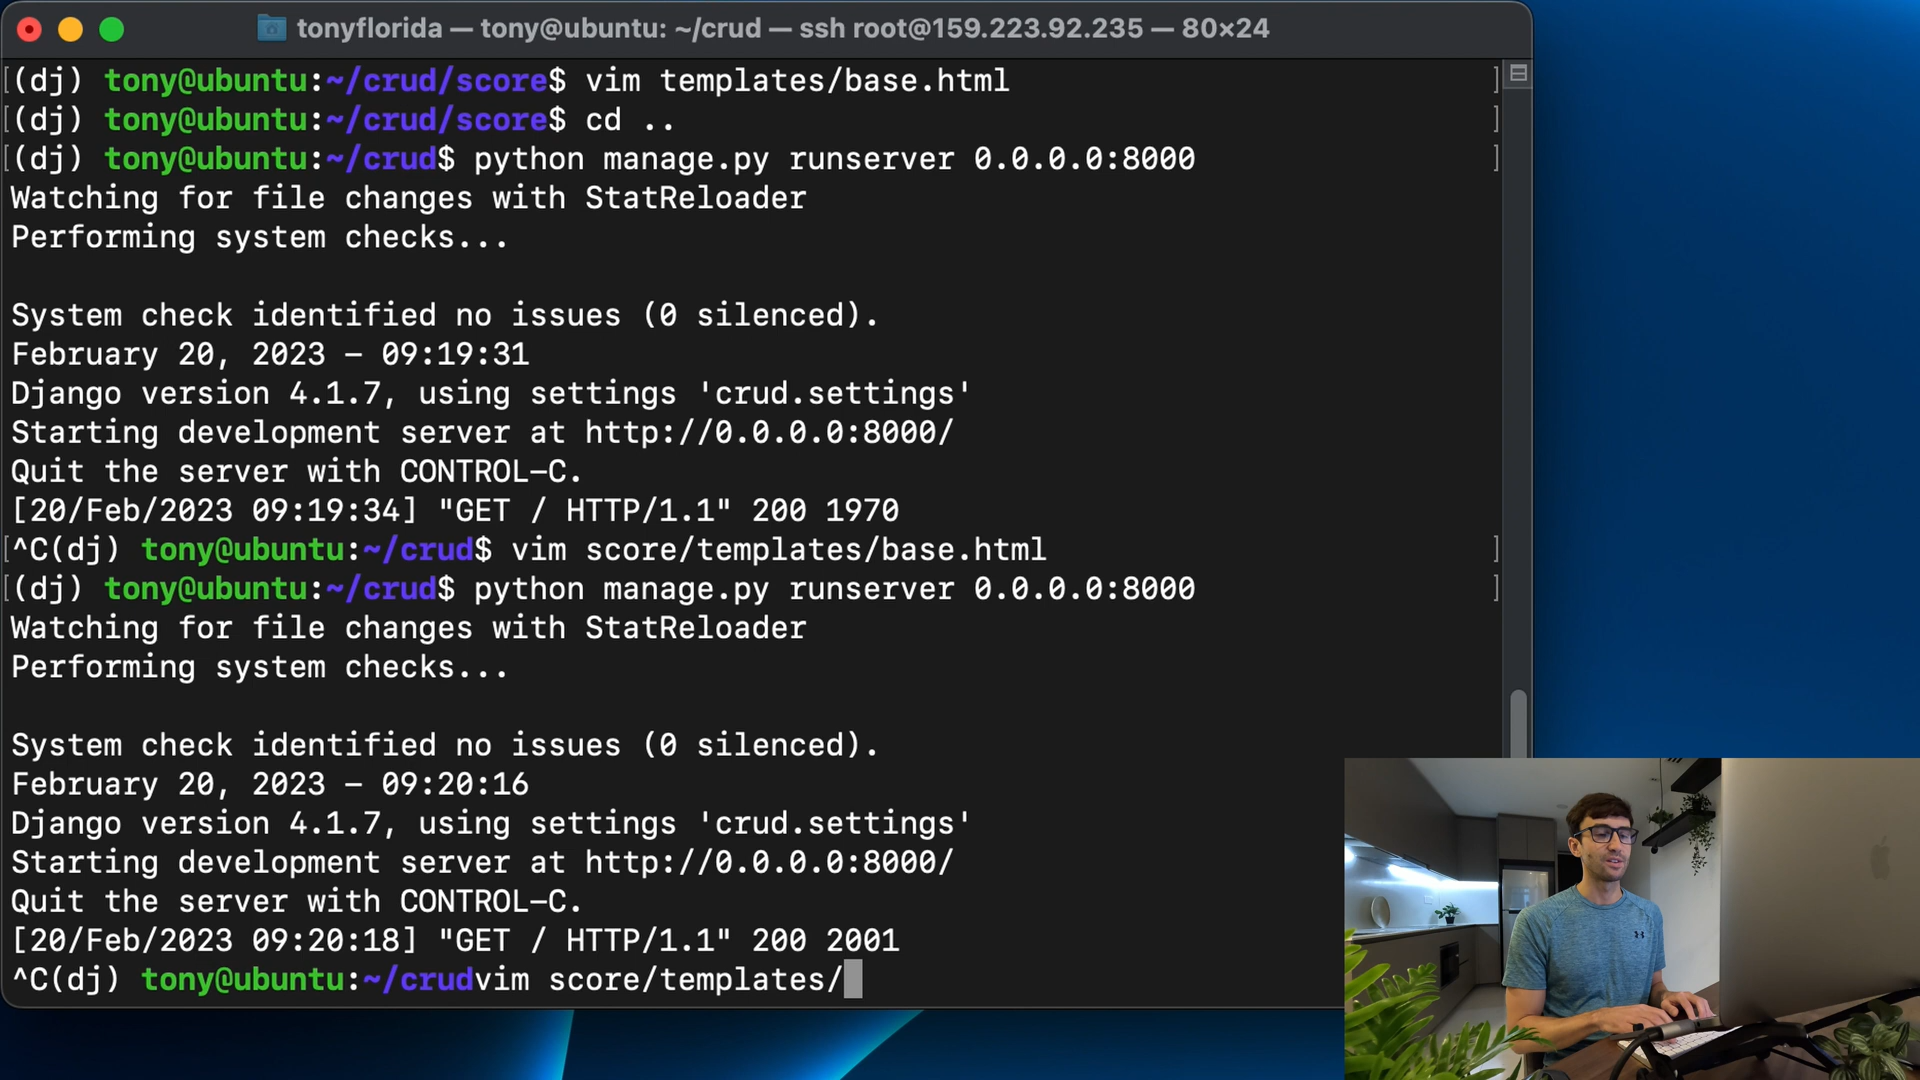 tonyflorida — tony@ubuntu: ~/crud — ssh root@159.223.92.235 — 80×24
[(dj) tony@ubuntu:~/crud/score$ vim templates/base.html ]
[(dj) tony@ubuntu:~/crud/score$ cd .. ]
[(dj) tony@ubuntu:~/crud$ python manage.py runserver 0.0.0.0:8000 ]
Watching for file changes with StatReloader
Performing system checks...
System check identified no issues (0 silenced).
February 20, 2023 - 09:19:31
Django version 4.1.7, using settings 'crud.settings'
Starting development server at http://0.0.0.0:8000/
Quit the server with CONTROL-C.
[20/Feb/2023 09:19:34] "GET / HTTP/1.1" 200 1970
[^C(dj) tony@ubuntu:~/crud$ vim score/templates/base.html ]
[(dj) tony@ubuntu:~/crud$ python manage.py runserver 0.0.0.0:8000 ]
Watching for file changes with StatReloader
Performing system checks...
System check identified no issues (0 silenced).
February 20, 2023 - 09:20:16
Django version 4.1.7, using settings 'crud.settings'
Starting development server at http://0.0.0.0:8000/
Quit the server with CONTROL-C.
[20/Feb/2023 09:20:18] "GET / HTTP/1.1" 200 2001
^C(dj) tony@ubuntu:~/crudvim score/templates/